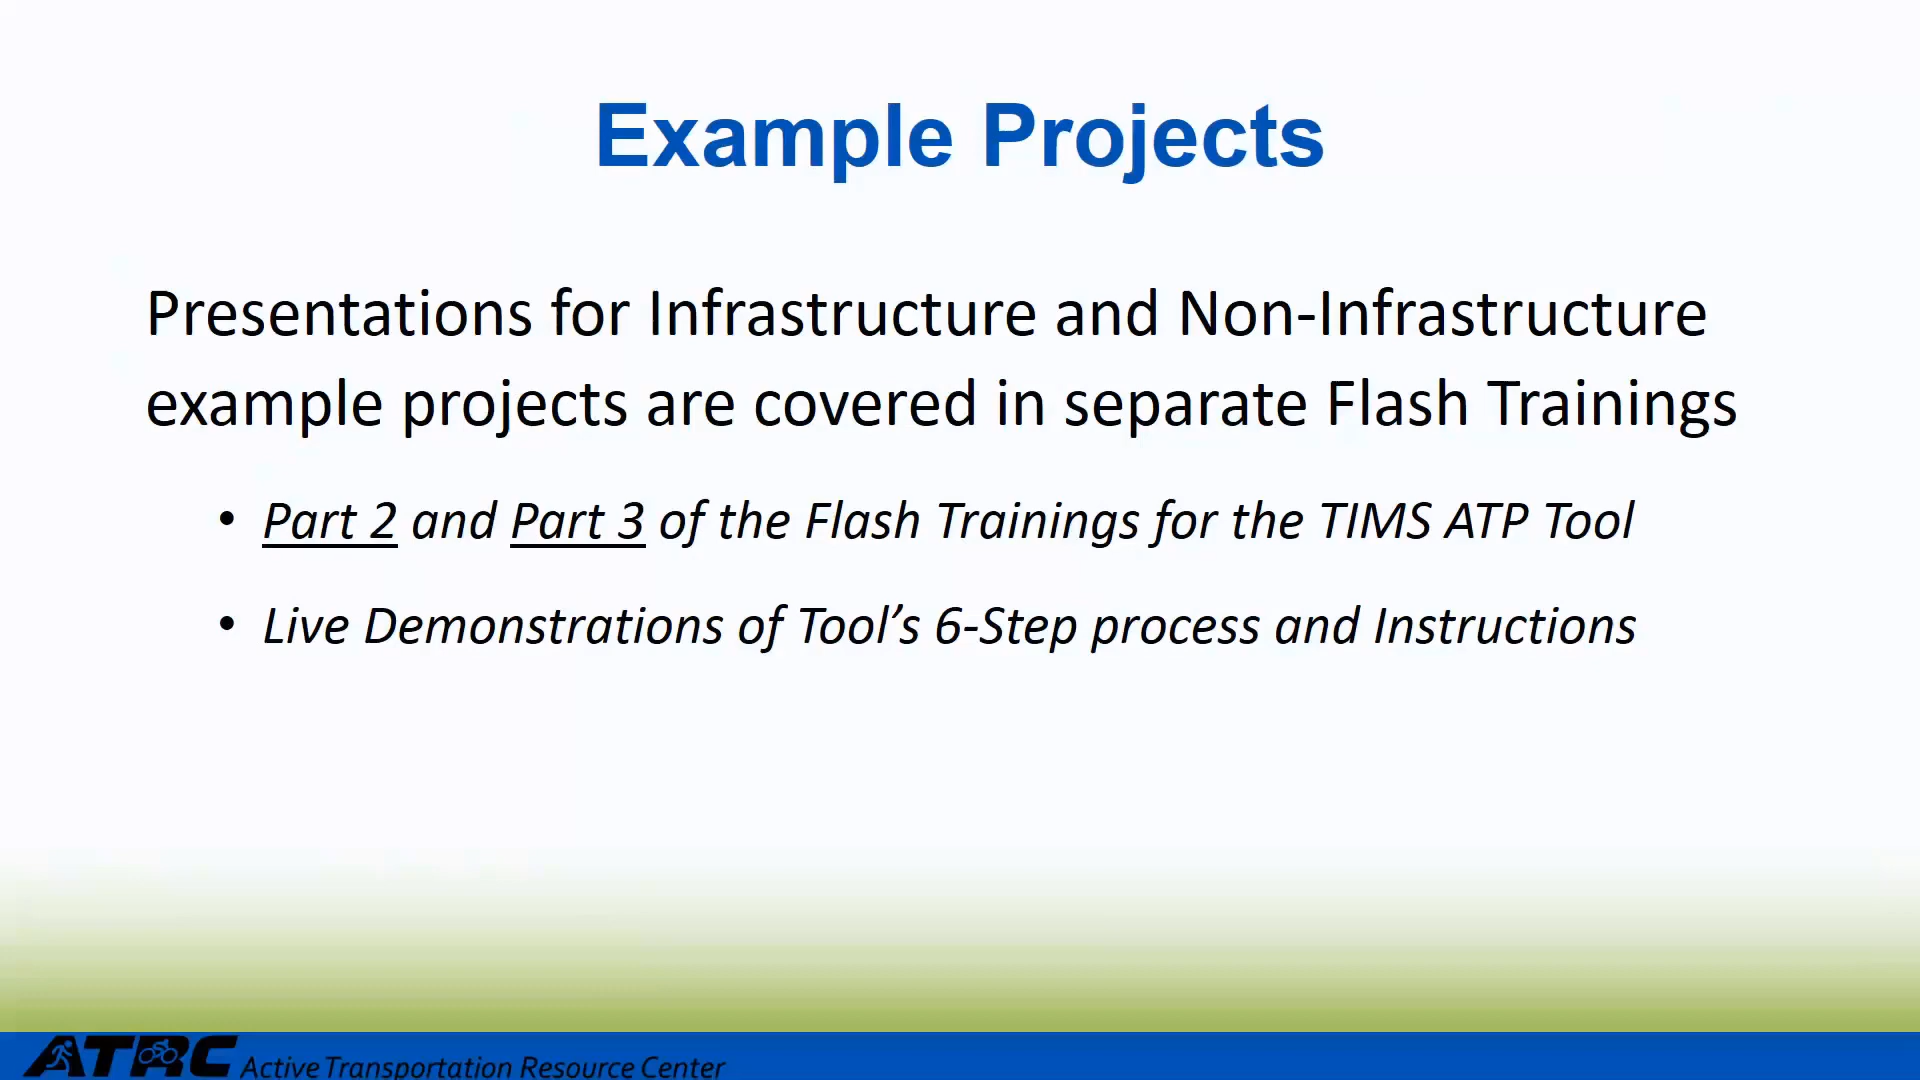 Example Projects
Presentations for Infrastructure and Non-Infrastructure
example projects are covered in separate Flash Trainings
• Part 2 and Part 3 of the Flash Trainings for the TIMS ATP Tool
• Live Demonstrations of Tool’s 6-Step process and Instructions
ATRC Active Transportation Resource Center